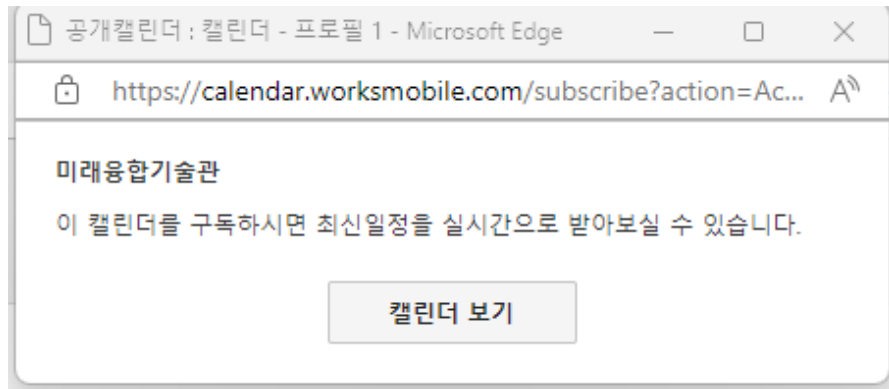 공개캘린더 : 캘린더 - 프로필 1 - Microsoft Edge
https://calendar.worksmobile.com/subscribe?action=Ac...
미래융합기술관
이 캘린더를 구독하시면 최신일정을 실시간으로 받아보실 수 있습니다.
캘린더 보기